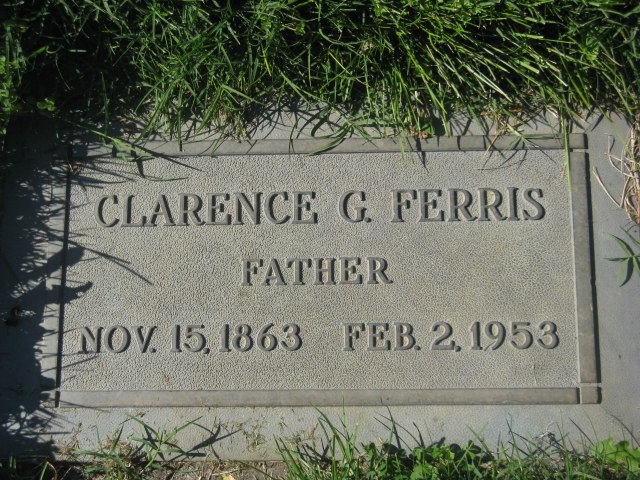 CLARENCE G. FERRIS
FATHER
NOV. 15, 1863 FEB. 2, 1953